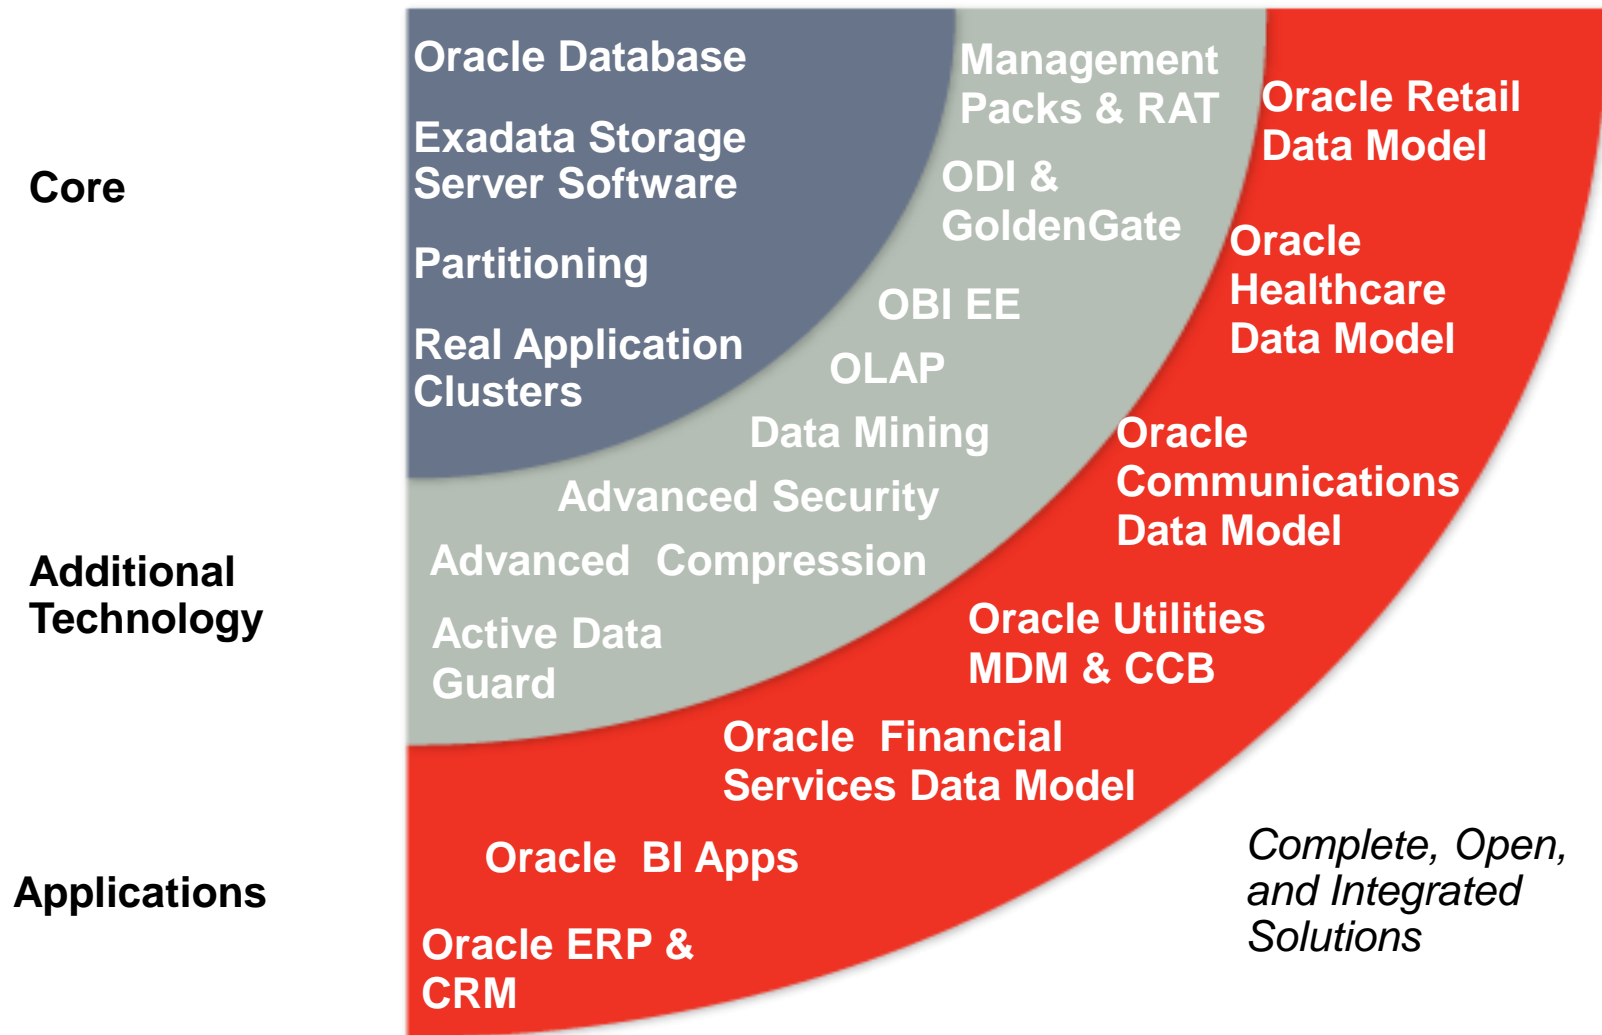 Core
Additional
Technology
Applications
Oracle Database
Exadata Storage
Server Software
Partitioning
Real Application
Clusters
Management
Packs & RAT
ODI &
GoldenGate
OBI EE
OLAP
Data Mining
Advanced Security
Advanced Compression
Active Data
Guard
Oracle Retail
Data Model
Oracle
Healthcare
Data Model
Oracle
Communications
Data Model
Oracle Utilities
MDM & CCB
Oracle Financial
Services Data Model
Oracle BI Apps
Oracle ERP &
CRM
Complete, Open,
and Integrated
Solutions